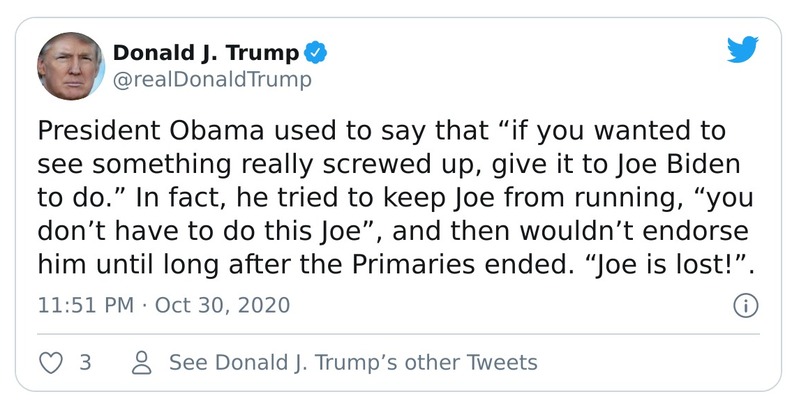 Donald J. Trump
@realDonaldTrump
President Obama used to say that “if you wanted to
see something really screwed up, give it to Joe Biden
to do.” In fact, he tried to keep Joe from running, “you
don’t have to do this Joe”, and then wouldn’t endorse
him until long after the Primaries ended. “Joe is lost!”.
11:51 PM · Oct 30, 2020
3 See Donald J. Trump’s other Tweets